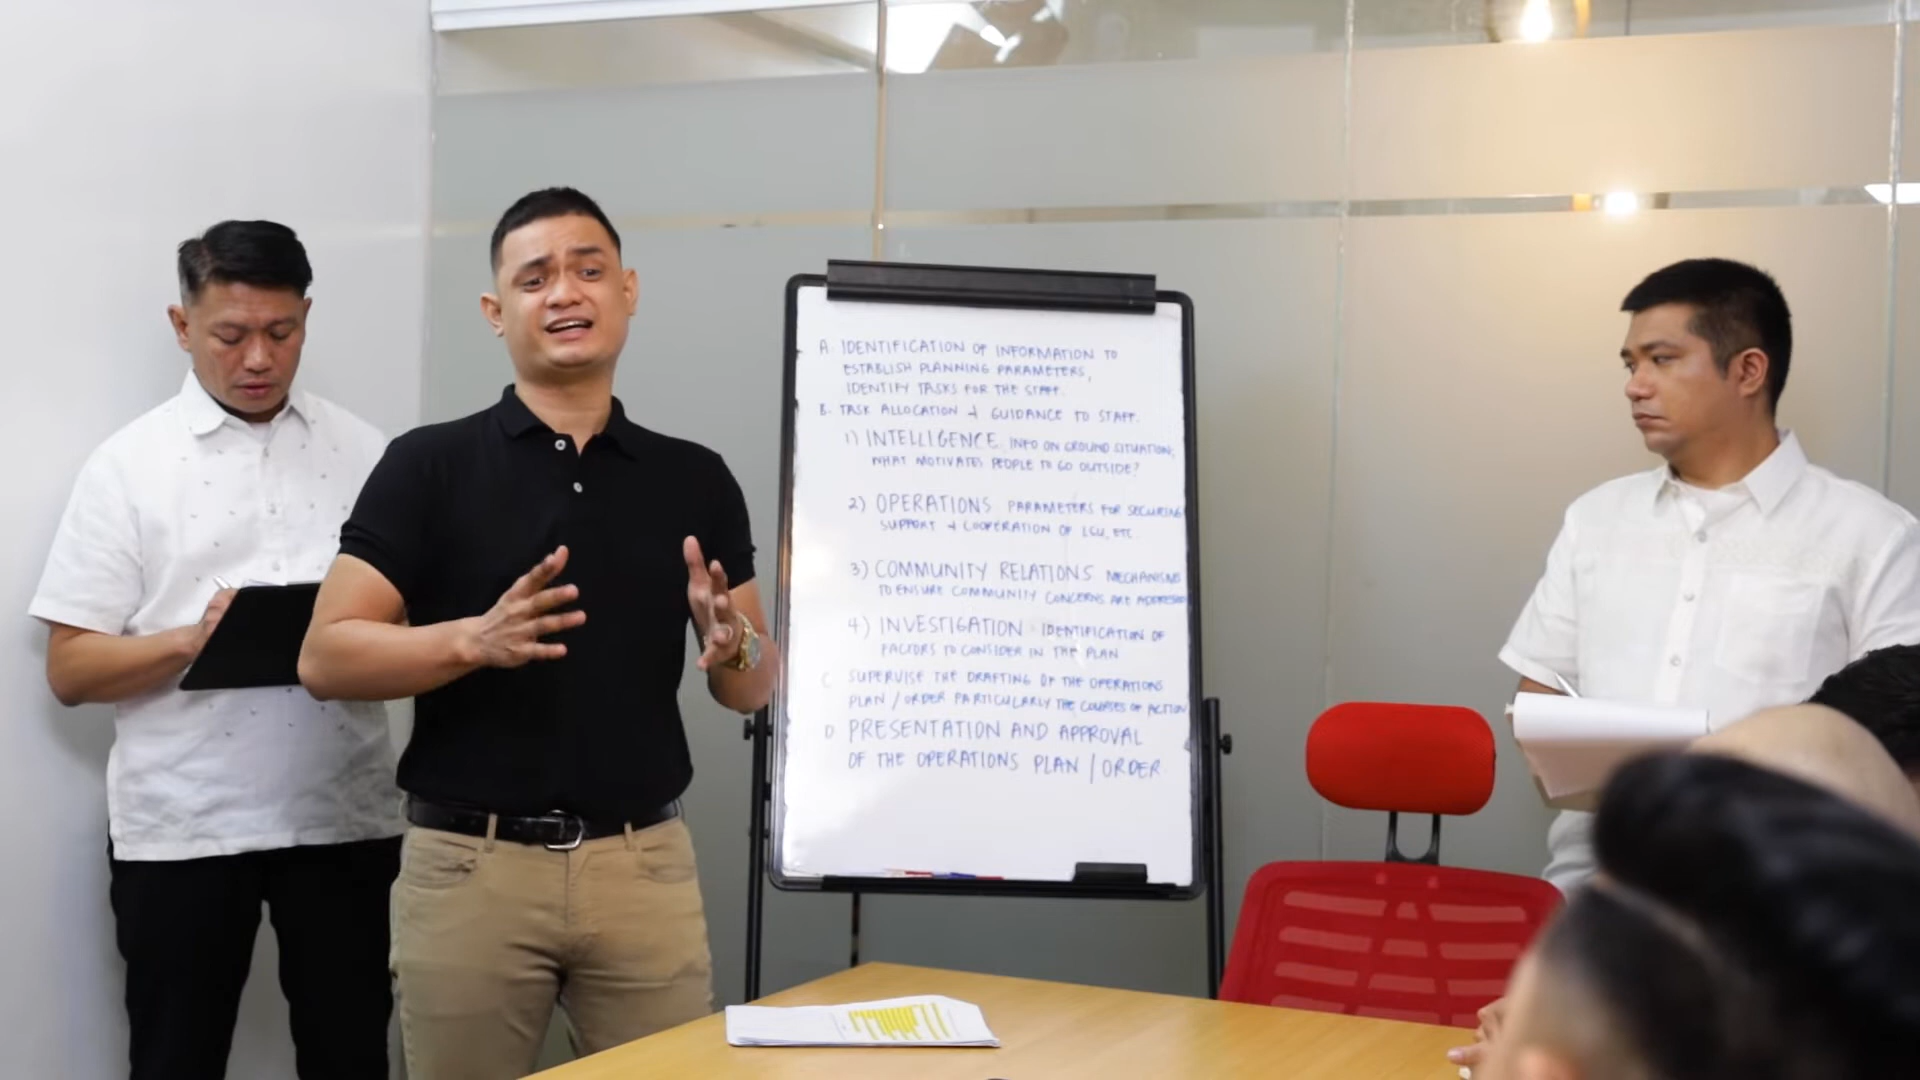 A. IDENTIFICATION OF INFORMATION TO
ESTABLISH PLANNING PARAMETERS,
IDENTIFY TASKS FOR THE STAFF.
B. TASK ALLOCATION + GUIDANCE TO STAFF.
1) INTELLIGENCE INFO ON GROUND SITUATION,
WHAT MOTIVATES PEOPLE TO GO OUTSIDE?
2) OPERATIONS PARAMETERS FOR SECURING
SUPPORT + COOPERATION OF LGU, ETC.
3) COMMUNITY RELATIONS MECHANISMS
TO ENSURE COMMUNITY CONCERNS ARE ADDRESSED
4) INVESTIGATION IDENTIFICATION OF
FACTORS TO CONSIDER IN THE PLAN
C SUPERVISE THE DRAFTING OF THE OPERATIONS
PLAN / ORDER PARTICULARLY THE COURSES OF ACTION
D PRESENTATION AND APPROVAL
OF THE OPERATIONS PLAN / ORDER